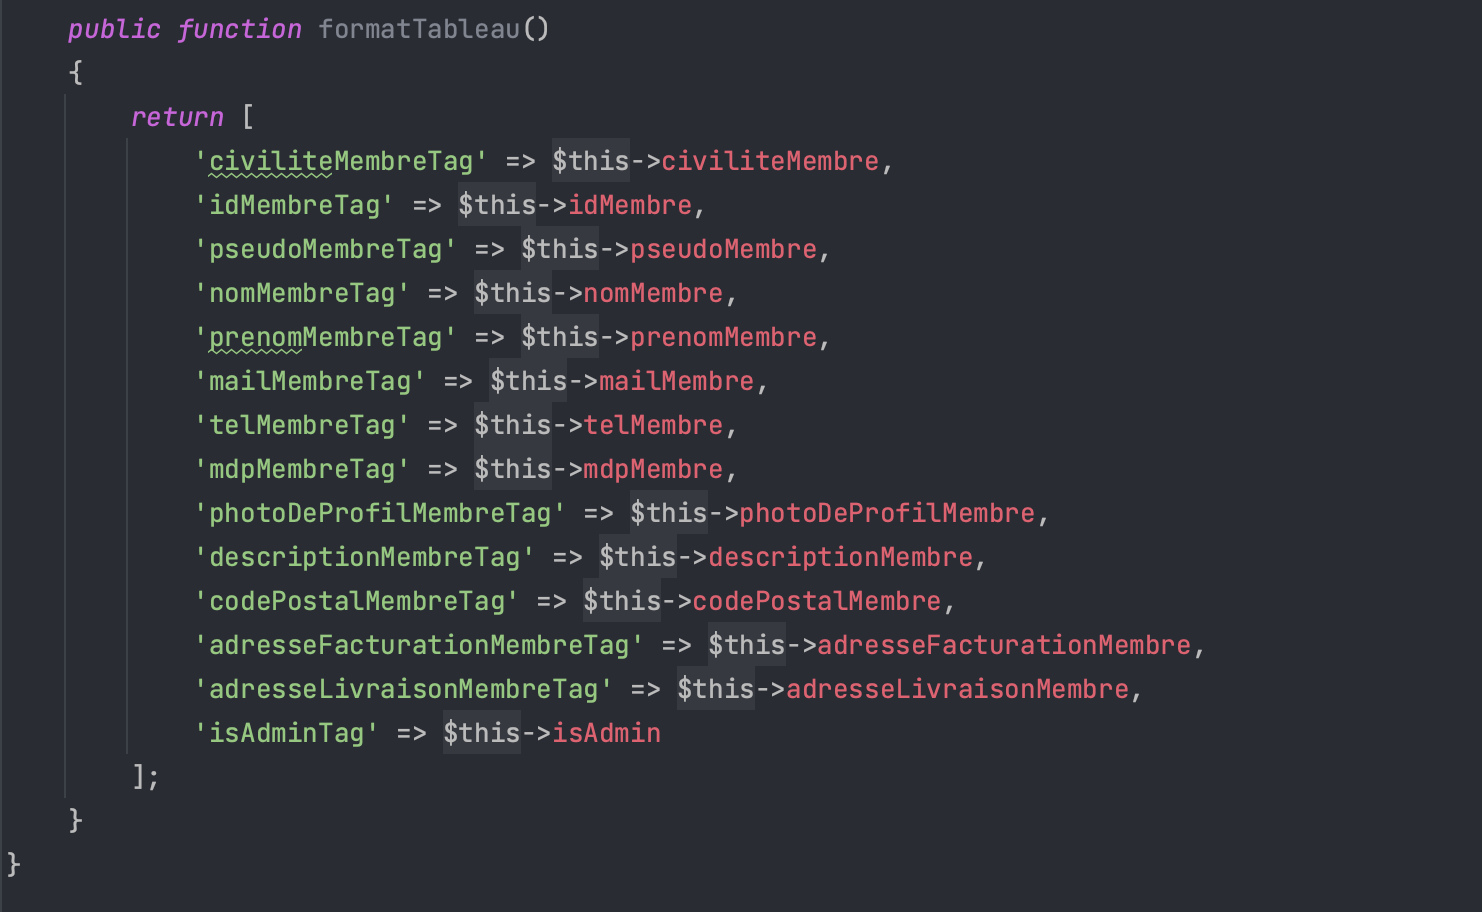 public function formatTableau()
{
return [
'civiliteMembreTag' => $this->civiliteMembre,
'idMembreTag' => $this->idMembre,
'pseudoMembreTag' => $this->pseudoMembre,
'nomMembreTag' => $this->nomMembre,
'prenomMembreTag' => $this->prenomMembre,
'mailMembreTag' => $this->mailMembre,
'telMembreTag' => $this->telMembre,
'mdpMembreTag' => $this->mdpMembre,
'photoDeProfilMembreTag' => $this->photoDeProfilMembre,
'descriptionMembreTag' => $this->descriptionMembre,
'codePostalMembreTag' => $this->codePostalMembre,
'adresseFacturationMembreTag' => $this->adresseFacturationMembre,
'adresseLivraisonMembreTag' => $this->adresseLivraisonMembre,
'isAdminTag' => $this->isAdmin
];
}
}